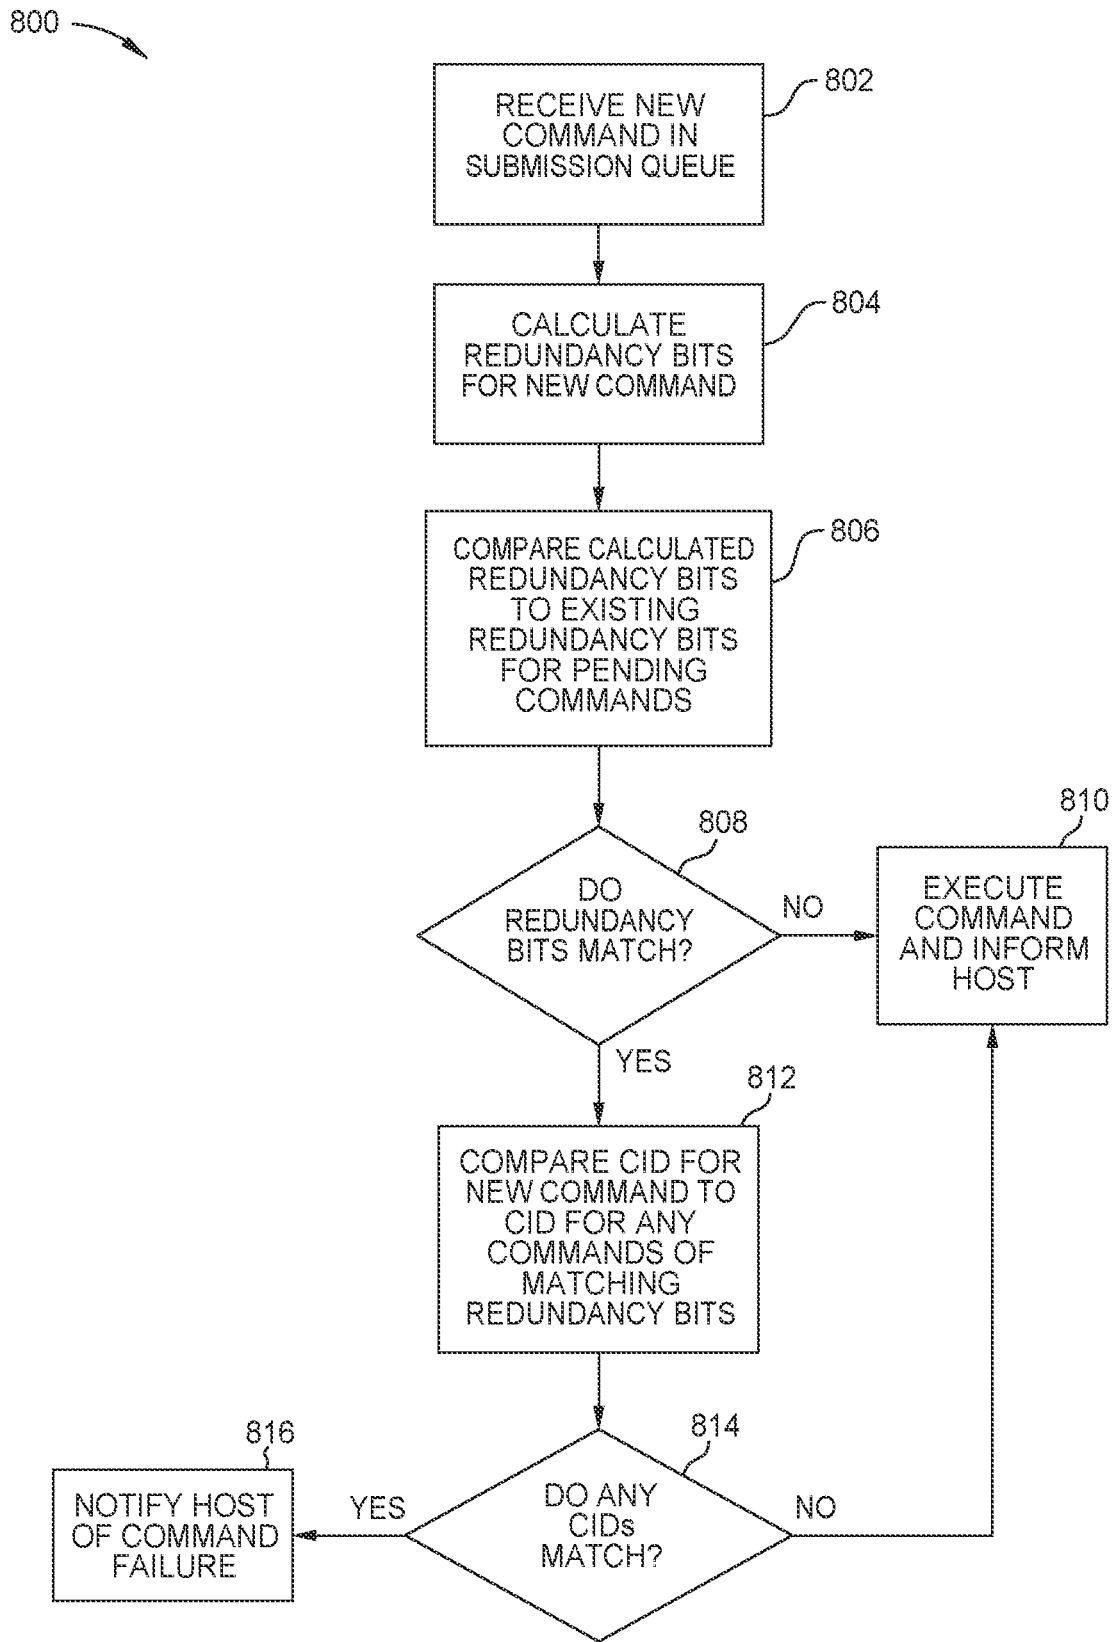 800
802
RECEIVE NEW
COMMAND IN
SUBMISSION QUEUE
804
CALCULATE
REDUNDANCY BITS
FOR NEW COMMAND
806
COMPARE CALCULATED
REDUNDANCY BITS
TO EXISTING
REDUNDANCY BITS
FOR PENDING
COMMANDS
808
DO
REDUNDANCY
BITS MATCH?
NO
810
EXECUTE
COMMAND
AND INFORM
HOST
YES
812
COMPARE CID FOR
NEW COMMAND TO
CID FOR ANY
COMMANDS OF
MATCHING
REDUNDANCY BITS
814
DO ANY
CIDs
MATCH?
NO
YES
816
NOTIFY HOST
OF COMMAND
FAILURE